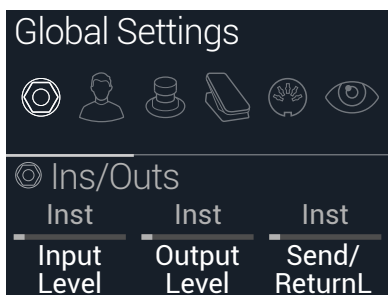 Global Settings
Ins/Outs
Inst Inst Inst
Input Output Send/
Level Level ReturnL